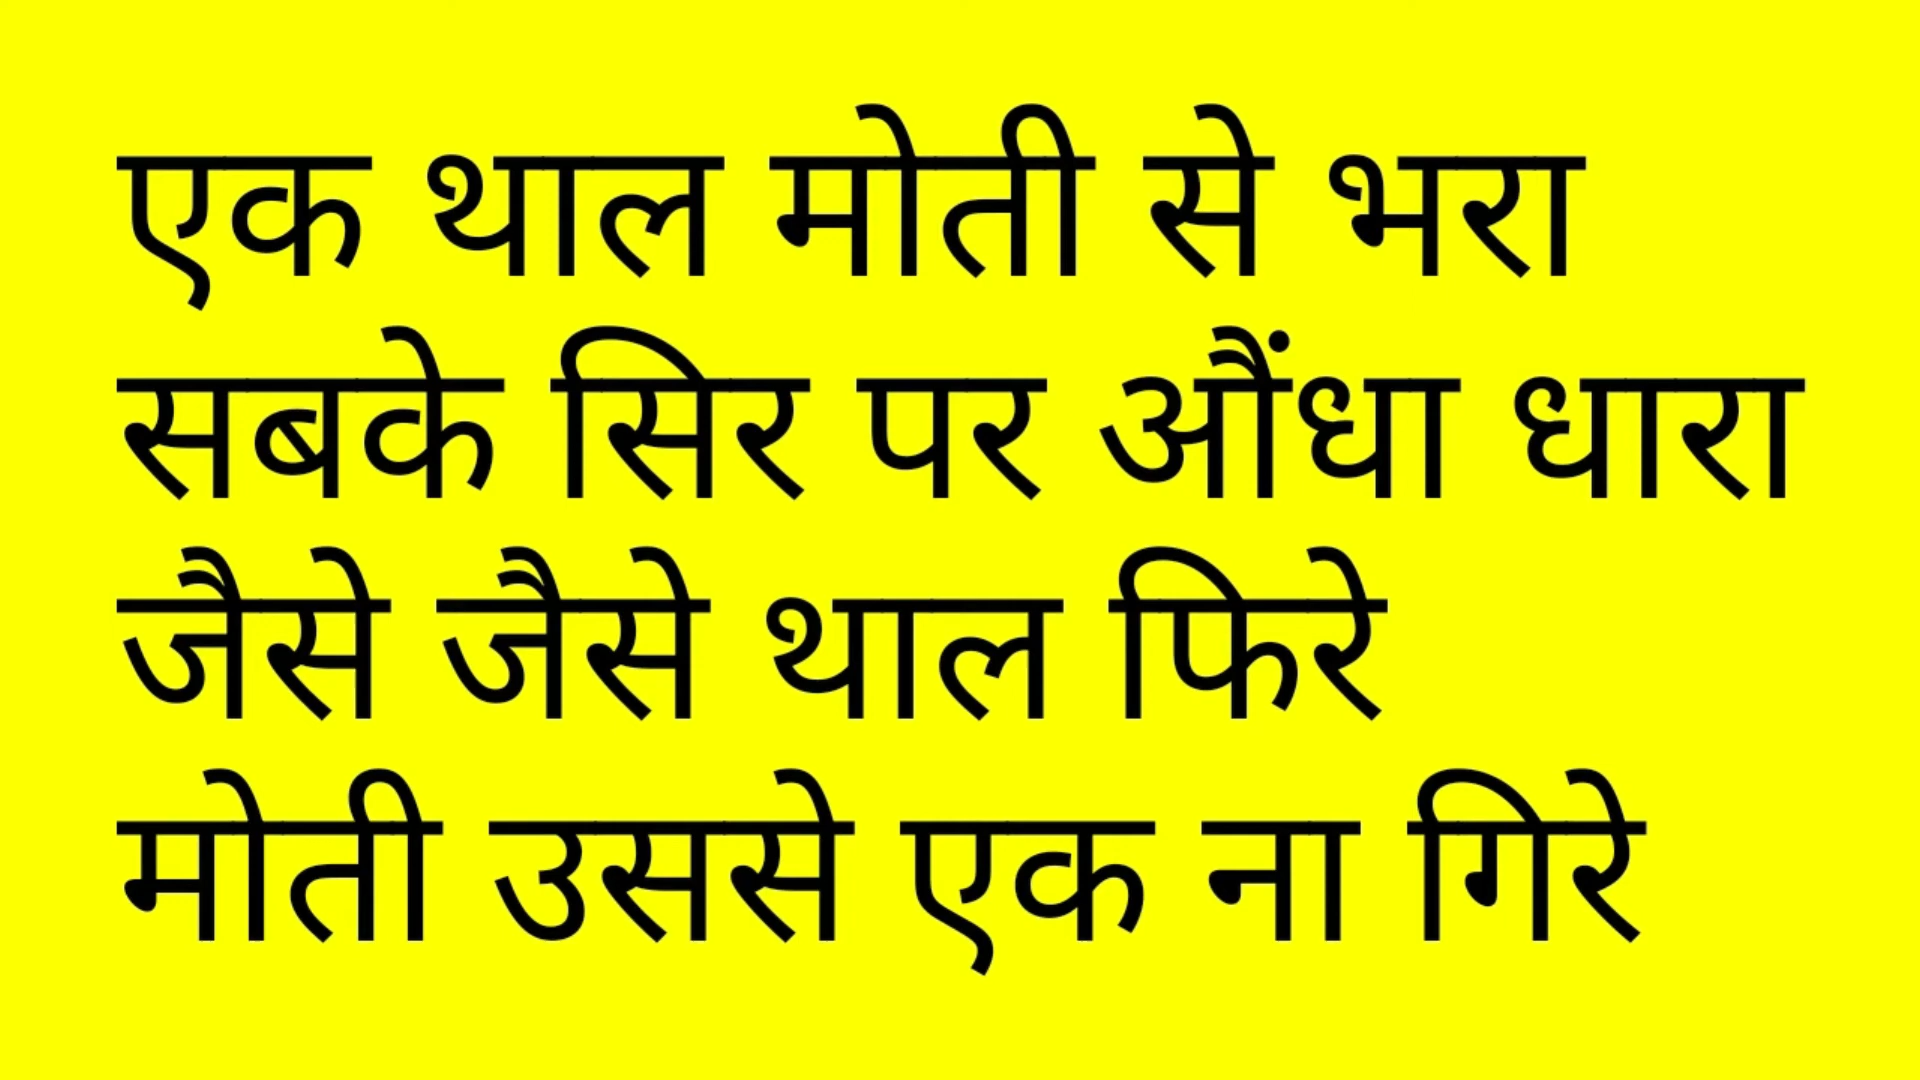 एक थाल मोती से भरा
सबके सिर पर औंधा धारा
जैसे जैसे थाल फिरे
मोती उससे एक ना गिरे